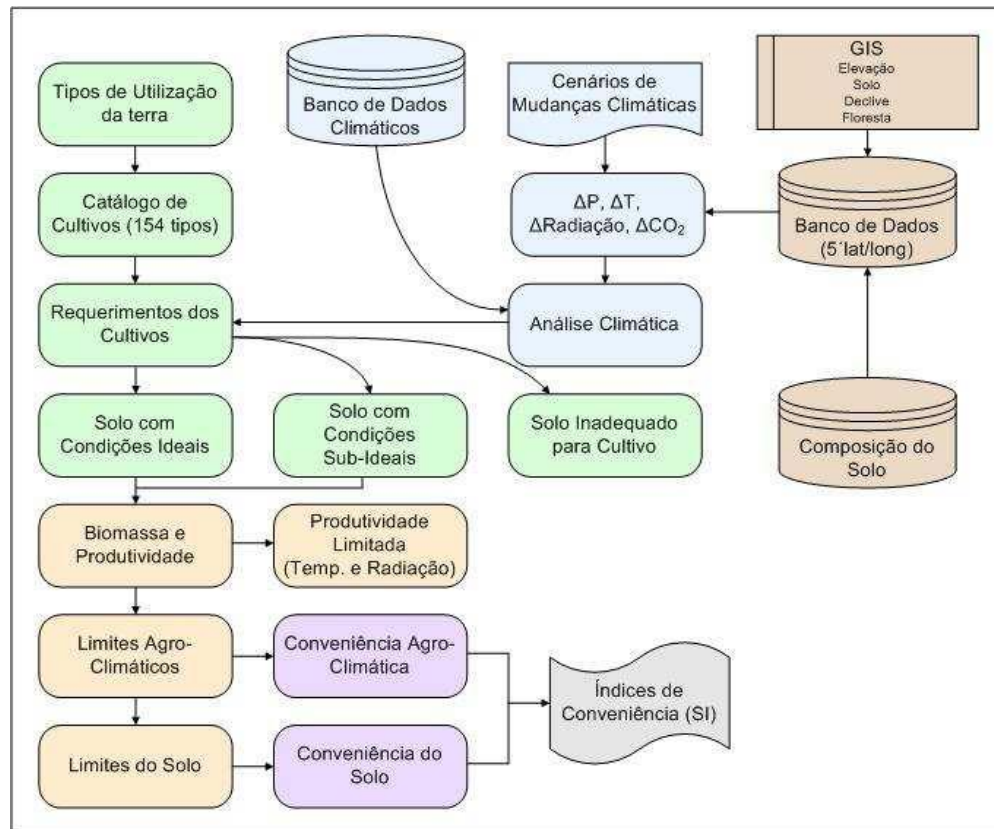 Tipos de Utilização
da terra
Banco de Dados
Climáticos
Cenários de
Mudanças Climáticas
GIS
Elevação
Solo
Declive
Floresta
Catálogo de
Cultivos (154 tipos)
ΔP, ΔT,
ΔRadiação, ΔCO₂
Banco de Dados
(5´lat/long)
Requerimentos dos
Cultivos
Análise Climática
Solo com
Condições Ideais
Solo com
Condições
Sub-Ideais
Solo Inadequado
para Cultivo
Composição do
Solo
Biomassa e
Produtividade
Produtividade
Limitada
(Temp. e Radiação)
Limites Agro-
Climáticos
Conveniência Agro-
Climática
Índices de
Conveniência (SI)
Limites do Solo
Conveniência do
Solo